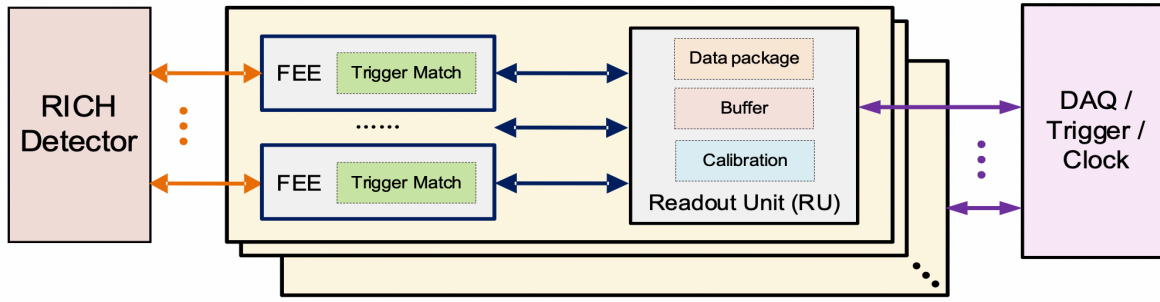 RICH
Detector
FEE
Trigger Match
······
FEE
Trigger Match
Data package
Buffer
Calibration
Readout Unit (RU)
DAQ /
Trigger /
Clock